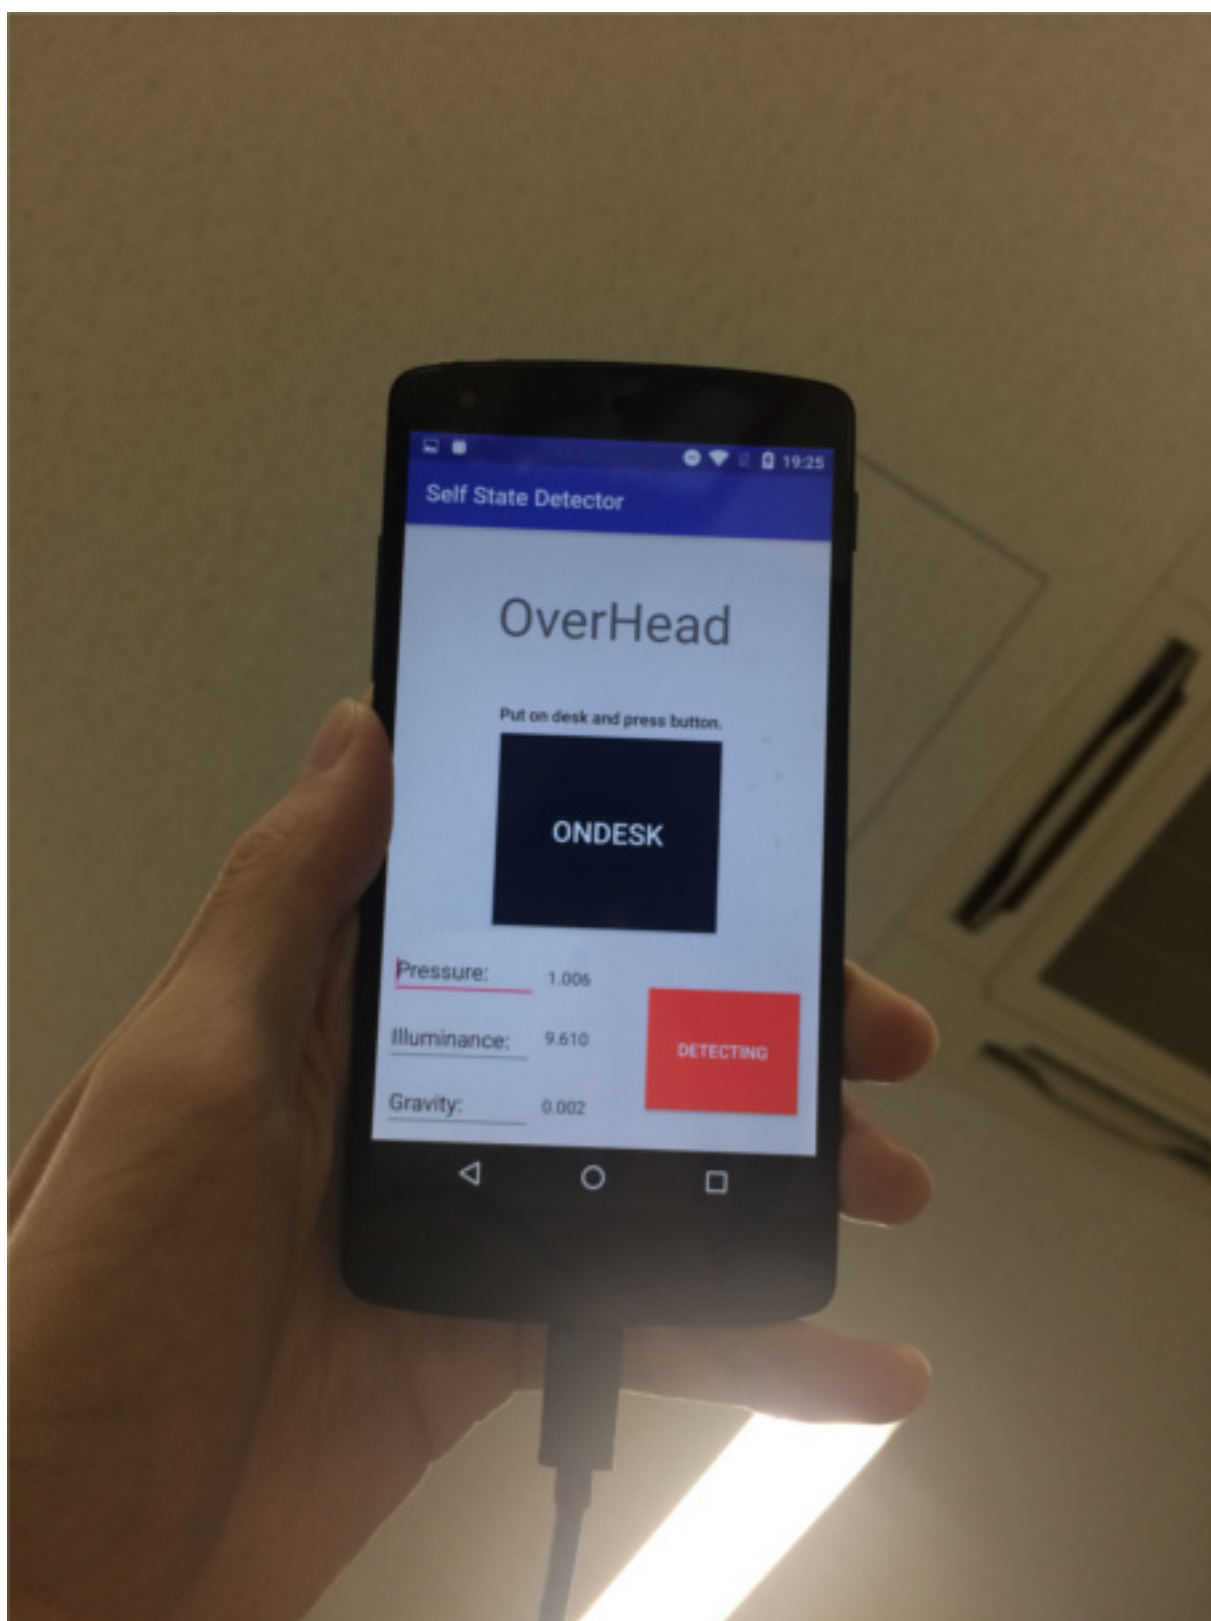 19:25
Self State Detector
OverHead
Put on desk and press button.
ONDESK
Pressure: 1.006
Illuminance: 9.610
DETECTING
Gravity: 0.002